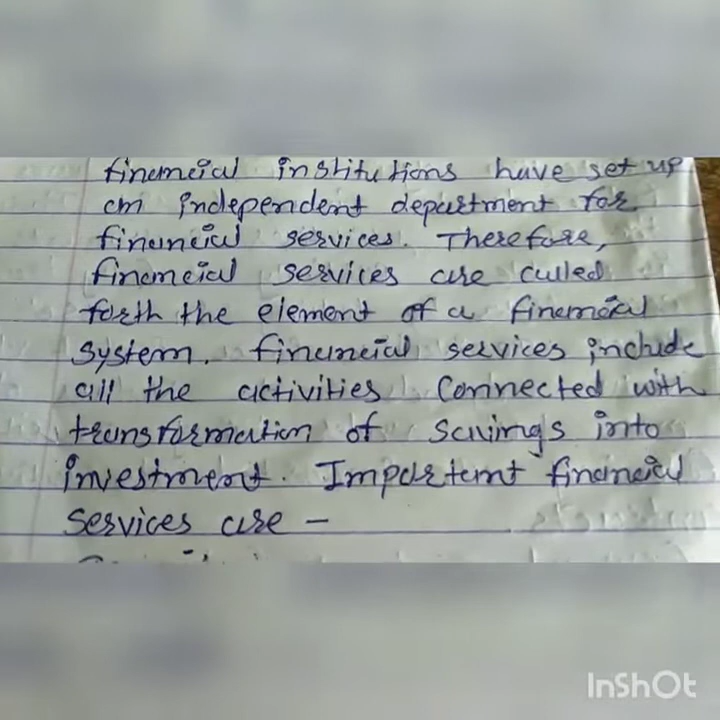 financial institutions have set up
an independent department for
financial services. Therefore,
financial services are called
forth the element of a financial
system. financial services include
all the activities connected with
transformation of savings into
investment. Important financial
services are –
InShOt